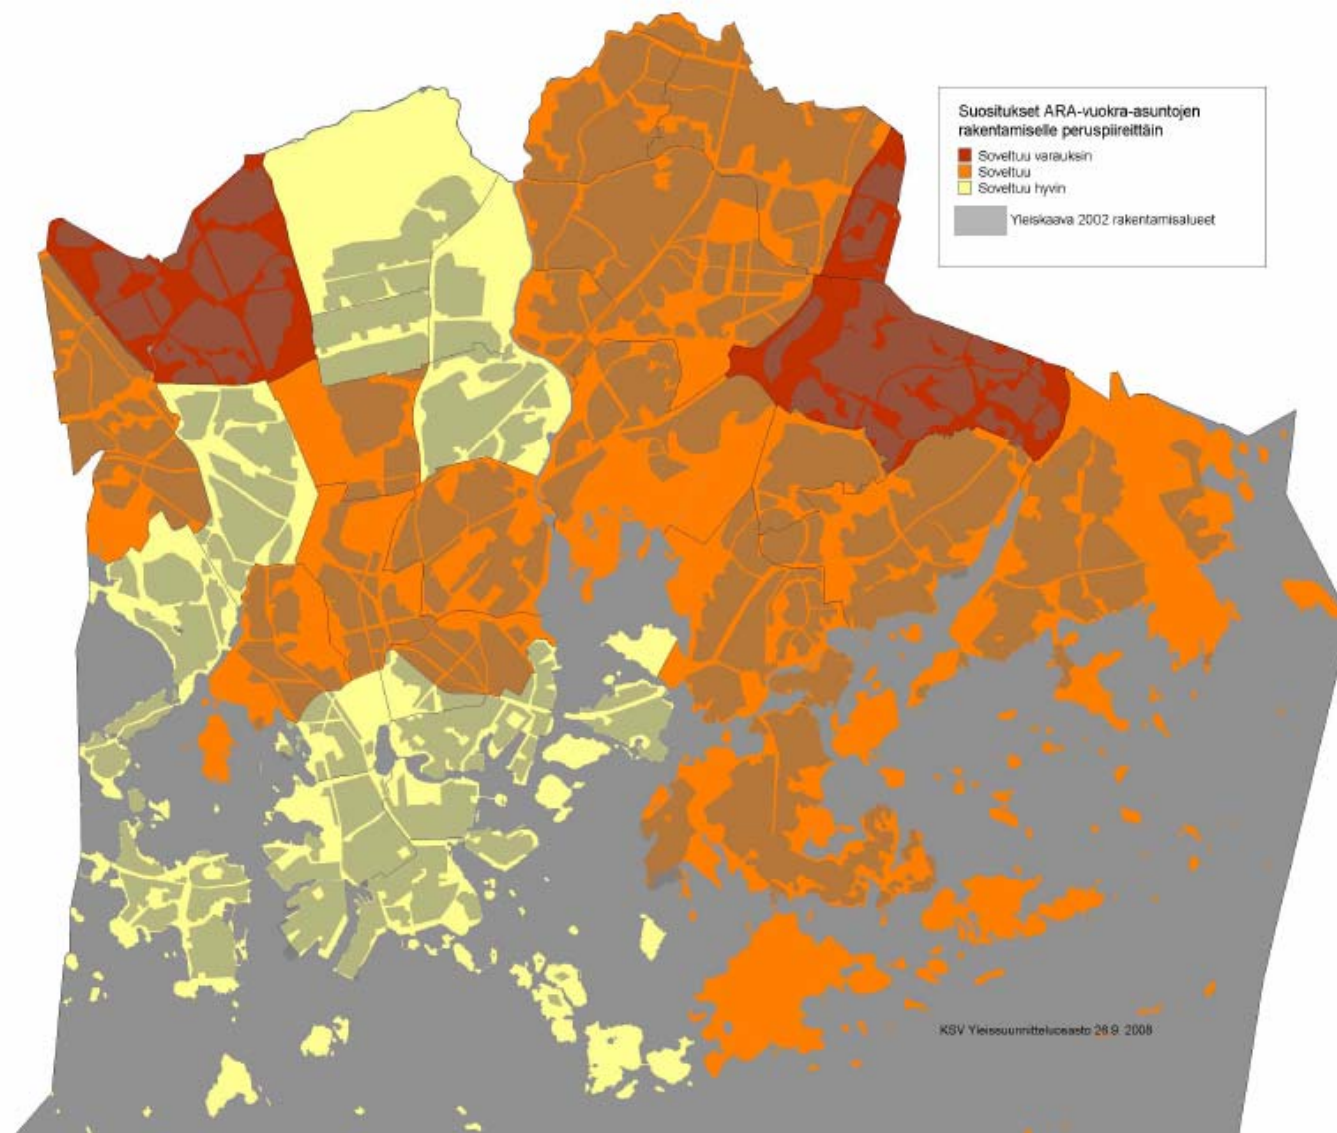 Suositukset ARA-vuokra-asuntojen
rakentamiselle peruspiireittäin
Soveltuu varauksin
Soveltuu
Soveltuu hyvin
Yleiskaava 2002 rakentamisalueet
KSV Yleissuunnitteluosasto 26.9. 2008